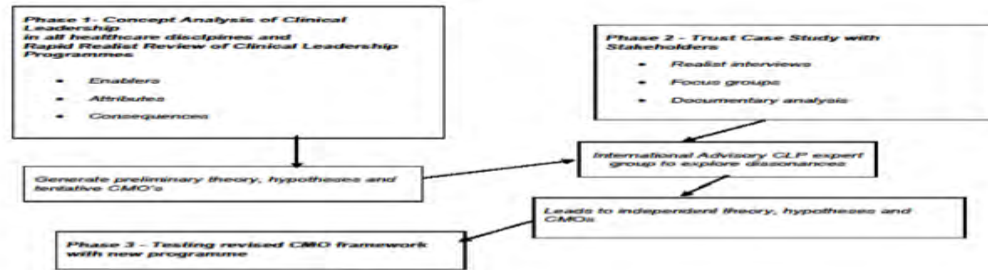 Phase 1- Concept Analysis of Clinical
Leadership
in all healthcare discipines and
Rapid Realist Review of Clinical Leadership
Programmes
• Enablers
• Attributes
• Consequences
Phase 2 - Trust Case Study with
Stakeholders
• Realist interviews
• Focus groups
• Documentary analysis
International Advisory CLP expert
group to explore dissonances
Generate preliminary theory, hypotheses and
tentative CMO's
Leads to independent theory, hypotheses and
CMOs
Phase 3 - Testing revised CMO framework
with new programme